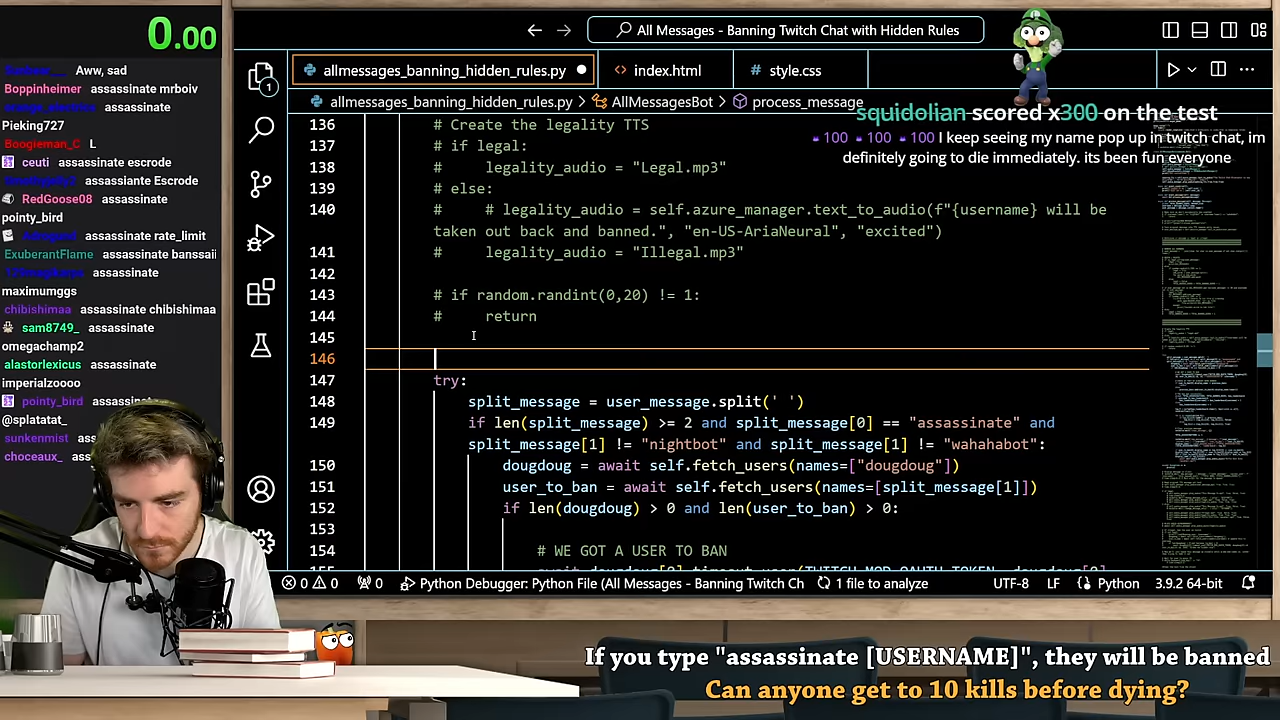 0.00
All Messages - Banning Twitch Chat with Hidden Rules
Aww, sad
Boppinheimer assassinate mrboiv
assassinate
Pieking727
Boogieman_C L
ceuti assassinate escrode
assassiante Escrode
RedGoose08 assassinate
pointy_bird
assassinate rate_limit
ExuberantFlame assassinate banssaii
assassinate
maximumggs
chibishimaa assassinate chibishimaa
sam8749_ assassinate
omegachamp2
alastorlexicus assassinate
imperialzoooo
pointy_bird
@splatatat_
sunkenmist
choceaux_
1
allmessages_banning_hidden_rules.py
index.html
style.css
allmessages_banning_hidden_rules.py > AllMessagesBot > process_message
squidolian scored x300 on the test
100 100 100 I keep seeing my name pop up in twitch chat, im
definitely going to die immediately. its been fun everyone
136 # Create the legality TTS
137 # if legal:
138 #     legality_audio = "Legal.mp3"
139 # else:
140 #     # legality_audio = self.azure_manager.text_to_audio(f"{username} will be
taken out back and banned.", "en-US-AriaNeural", "excited")
141 #     legality_audio = "Illegal.mp3"
142
143 # if random.randint(0,20) != 1:
144 #     return
145
146
147 try:
148 split_message = user_message.split(' ')
149 if len(split_message) >= 2 and split_message[0] == "assassinate" and
split_message[1] != "nightbot" and split_message[1] != "wahahabot":
150 dougdoug = await self.fetch_users(names=["dougdoug"])
151 user_to_ban = await self.fetch_users(names=[split_message[1]])
152 if len(dougdoug) > 0 and len(user_to_ban) > 0:
153
154 # WE GOT A USER TO BAN
0 0 0 Python Debugger: Python File (All Messages - Banning Twitch Ch 1 file to analyze UTF-8 LF Python 3.9.2 64-bit
If you type "assassinate [USERNAME]", they will be banned
Can anyone get to 10 kills before dying?